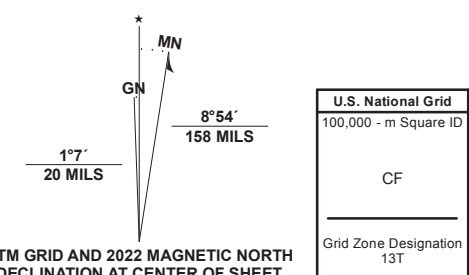 ★
MN
GN
8°54´
158 MILS
1°7´
20 MILS
TM GRID AND 2022 MAGNETIC NORTH
DECLINATION AT CENTER OF SHEET
U.S. National Grid
100,000 - m Square ID
CF
Grid Zone Designation
13T